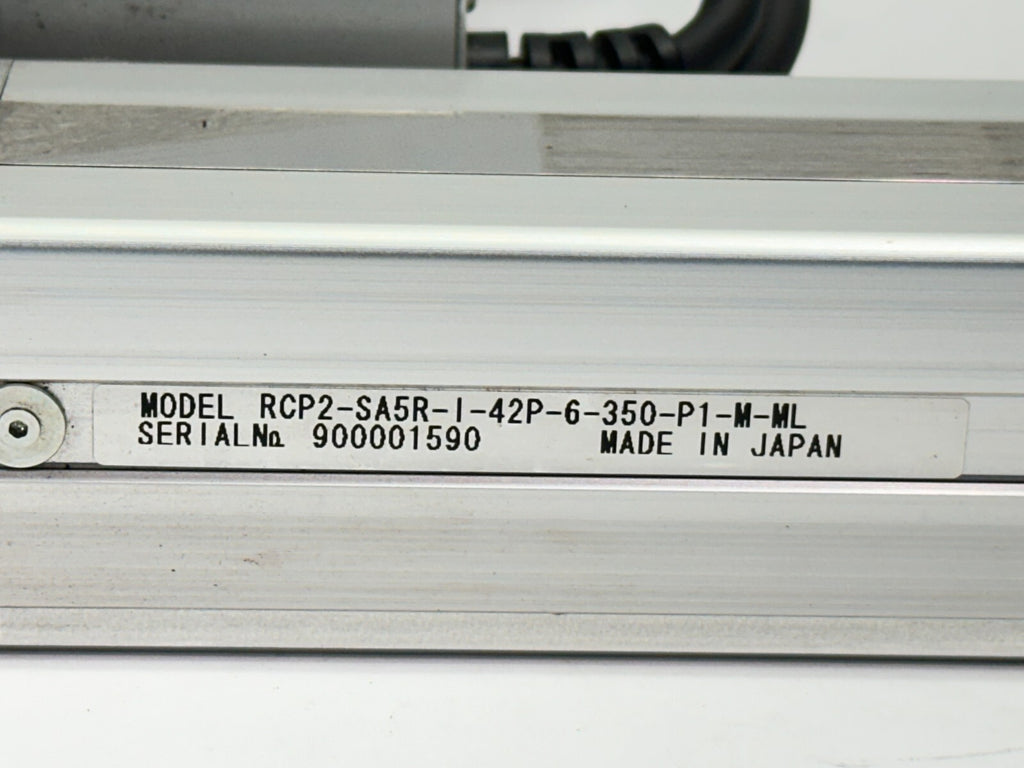 MODEL RCP2-SA5R-I-42P-6-350-P1-M-ML
SERIAL№ 900001590 MADE IN JAPAN